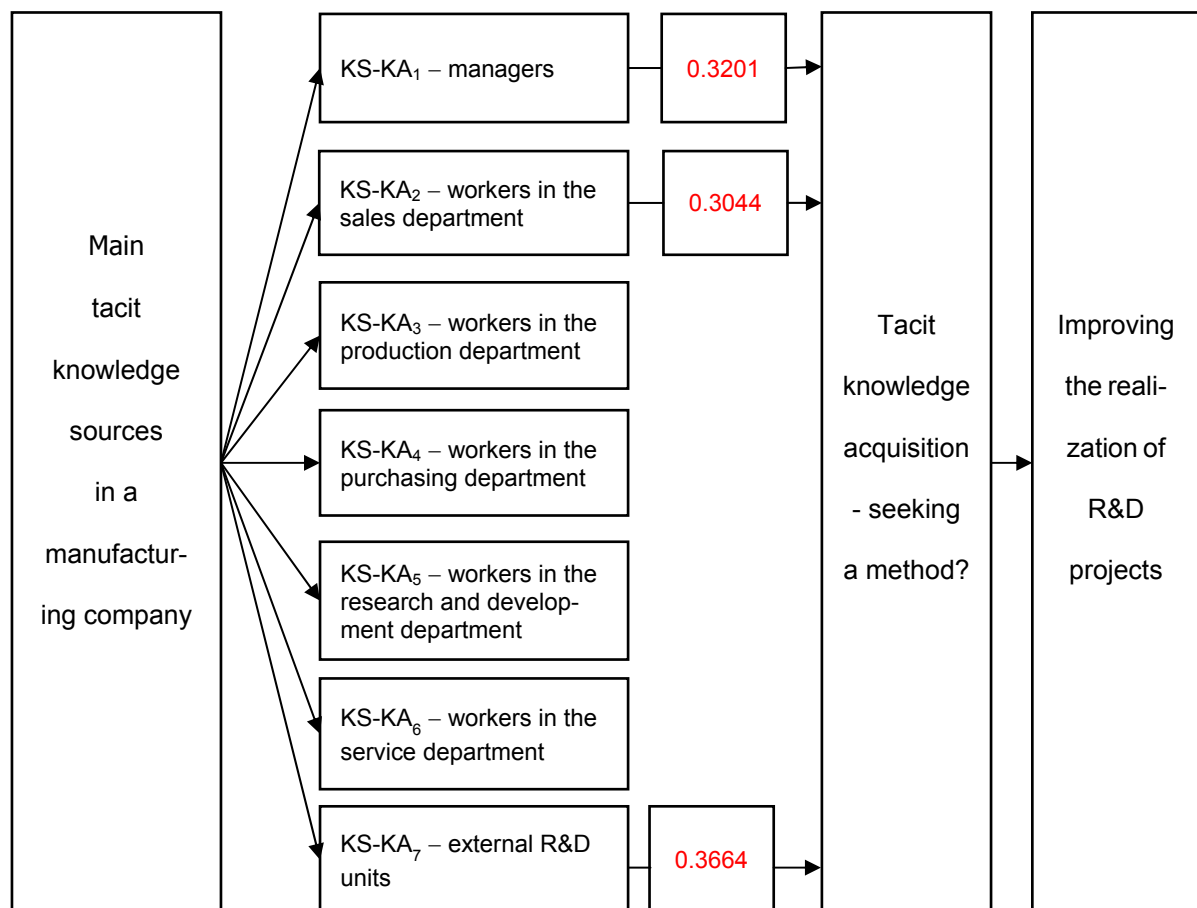 Main
tacit
knowledge
sources
in a
manufactur-
ing company
KS-KA₁ – managers
0.3201
KS-KA₂ – workers in the
sales department
0.3044
KS-KA₃ – workers in the
production department
KS-KA₄ – workers in the
purchasing department
KS-KA₅ – workers in the
research and develop-
ment department
KS-KA₆ – workers in the
service department
KS-KA₇ – external R&D
units
0.3664
Tacit
knowledge
acquisition
- seeking
a method?
Improving
the reali-
zation of
R&D
projects